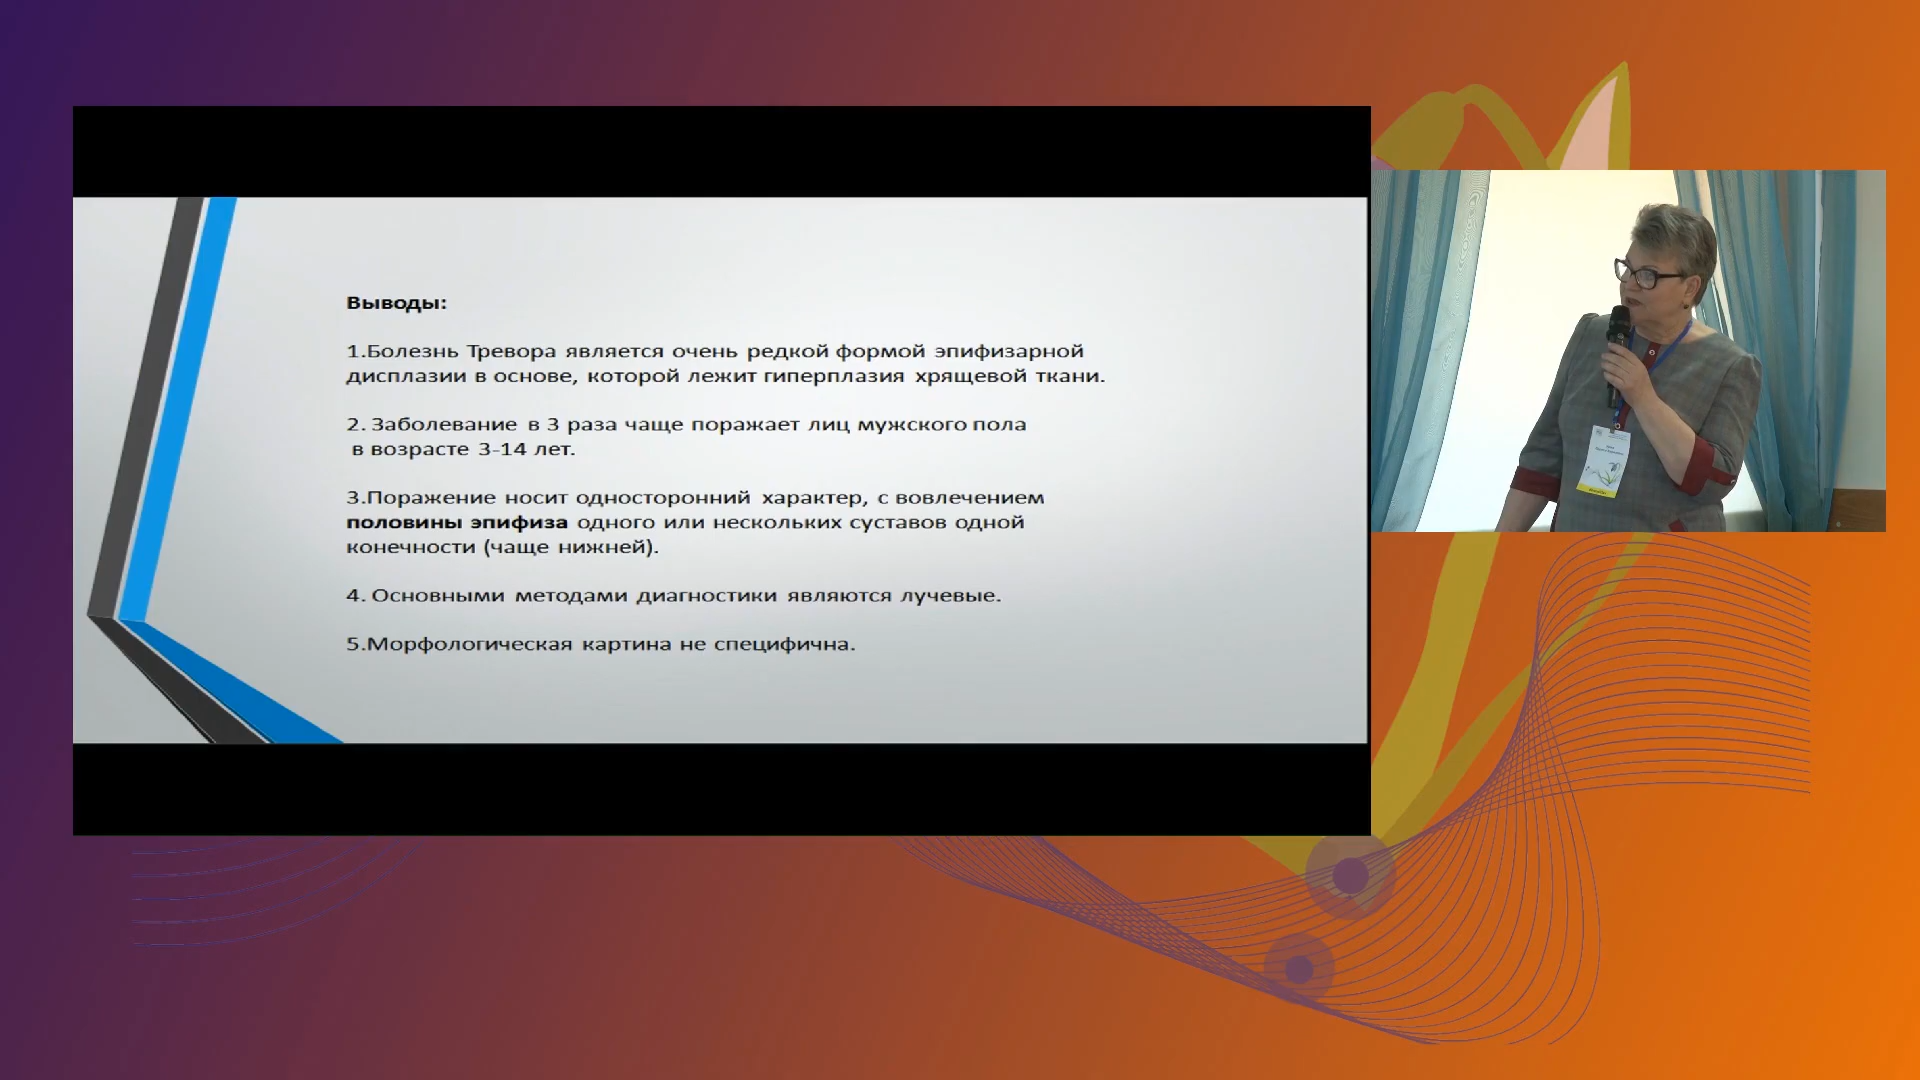 Выводы:
1.Болезнь Тревора является очень редкой формой эпифизарной
дисплазии в основе, которой лежит гиперплазия хрящевой ткани.
2. Заболевание в 3 раза чаще поражает лиц мужского пола
в возрасте 3-14 лет.
3.Поражение носит односторонний характер, с вовлечением
половины эпифиза одного или нескольких суставов одной
конечности (чаще нижней).
4. Основными методами диагностики являются лучевые.
5.Морфологическая картина не специфична.